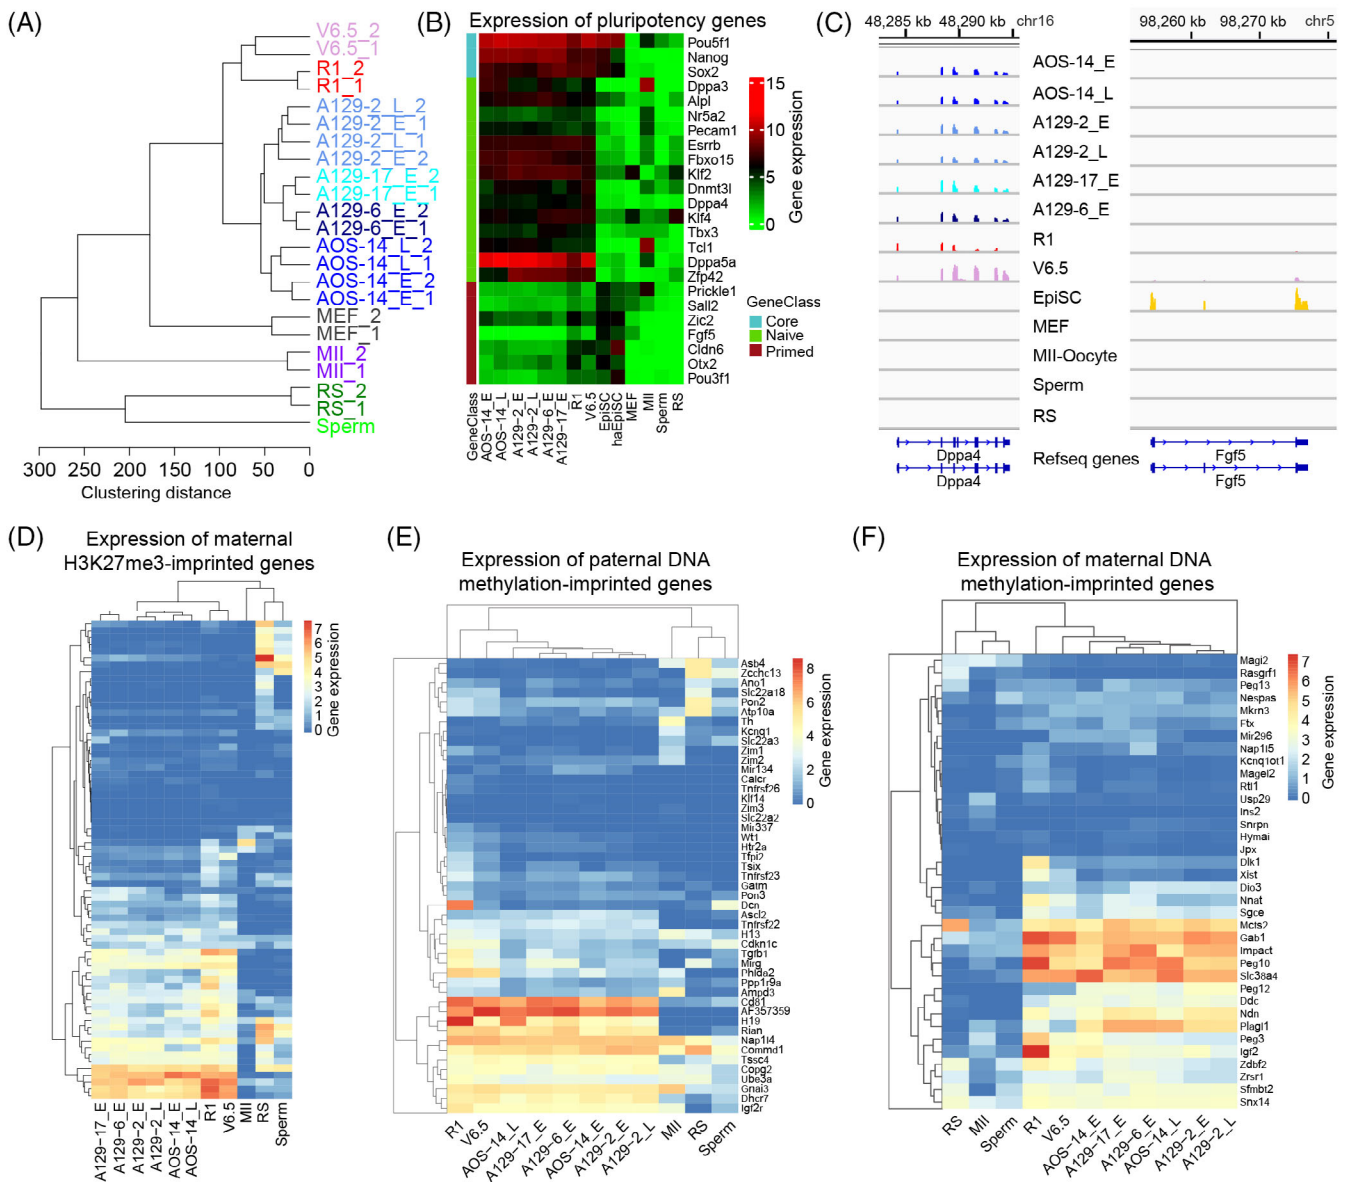 (A)
V6.5_2
V6.5_1
R1_2
R1_1
A129-2_L_2
A129-2_E_1
A129-2_L_1
A129-2_E_2
A129-17_E_2
A129-17_E_1
A129-6_E_2
A129-6_E_1
AOS-14_L_2
AOS-14_L_1
AOS-14_E_2
AOS-14_E_1
MEF_2
MEF_1
MII_2
MII_1
RS_2
RS_1
Sperm
300 250 200 150 100 50 0
Clustering distance
(B)
Expression of pluripotency genes
Pou5f1
Nanog
Sox2
Dppa3
Alpl
Nr5a2
Pecam1
Esrrb
Fbxo15
Klf2
Dnmt3l
Dppa4
Klf4
Tbx3
Tcl1
Dppa5a
Zfp42
Prickle1
Sall2
Zic2
Fgf5
Cldn6
Otx2
Pou3f1
15
10
5
0
Gene expression
GeneClass
Core
Naive
Primed
GeneClass
AOS-14_E
AOS-14_L
A129-2_E
A129-2_L
A129-6_E
A129-17_E
R1
V6.5
EpiSC
haEpiSC
MEF
MII
Sperm
RS
(C)
48,285 kb 48,290 kb chr16
98,260 kb 98,270 kb chr5
AOS-14_E
AOS-14_L
A129-2_E
A129-2_L
A129-17_E
A129-6_E
R1
V6.5
EpiSC
MEF
MII-Oocyte
Sperm
RS
Dppa4
Dppa4
Refseq genes
Fgf5
Fgf5
(D)
Expression of maternal
H3K27me3-imprinted genes
7
6
5
4
3
2
1
0
Gene expression
A129-17_E
A129-6_E
A129-2_E
A129-2_L
AOS-14_E
AOS-14_L
R1
V6.5
MII
RS
Sperm
(E)
Expression of paternal DNA
methylation-imprinted genes
Asb4
Zcchc13
Ano1
Slc22a18
Pon2
Atp10a
Th
Kcnq1
Slc22a3
Zim1
Zim2
Mir134
Calcr
Tnfrsf26
Klf14
Zim3
Slc22a2
Mir337
Wt1
Htr2a
Tfpi2
Tsix
Tnfrsf23
Gatm
Pon3
Dcn
Ascl2
Tnfrsf22
H13
Cdkn1c
Tgfb1
Mirg
Phlda2
Ppp1r9a
Ampd3
Cd81
AF357359
H19
Rian
Nap1l4
Commd1
Tssc4
Copg2
Ube3a
Gnai3
Dhcr7
Igf2r
8
6
4
2
0
Gene expression
R1
V6.5
AOS-14_L
A129-17_E
A129-6_E
AOS-14_E
A129-2_E
A129-2_L
MII
RS
Sperm
(F)
Expression of maternal DNA
methylation-imprinted genes
Magi2
Rasgrf1
Peg13
Nespas
Mkrn3
Ftx
Mir296
Nap1l5
Kcnq1ot1
Magel2
Rtl1
Usp29
Ins2
Snrpn
Hymai
Jpx
Dlk1
Xist
Dio3
Nnat
Sgce
Mcts2
Gab1
Impact
Peg10
Slc38a4
Peg12
Ddc
Ndn
Plagl1
Peg3
Igf2
Zdbf2
Zrsr1
Sfmbt2
Snx14
7
6
5
4
3
2
1
0
Gene expression
RS
MII
Sperm
R1
V6.5
AOS-14_E
A129-17_E
A129-6_E
AOS-14_L
A129-2_E
A129-2_L